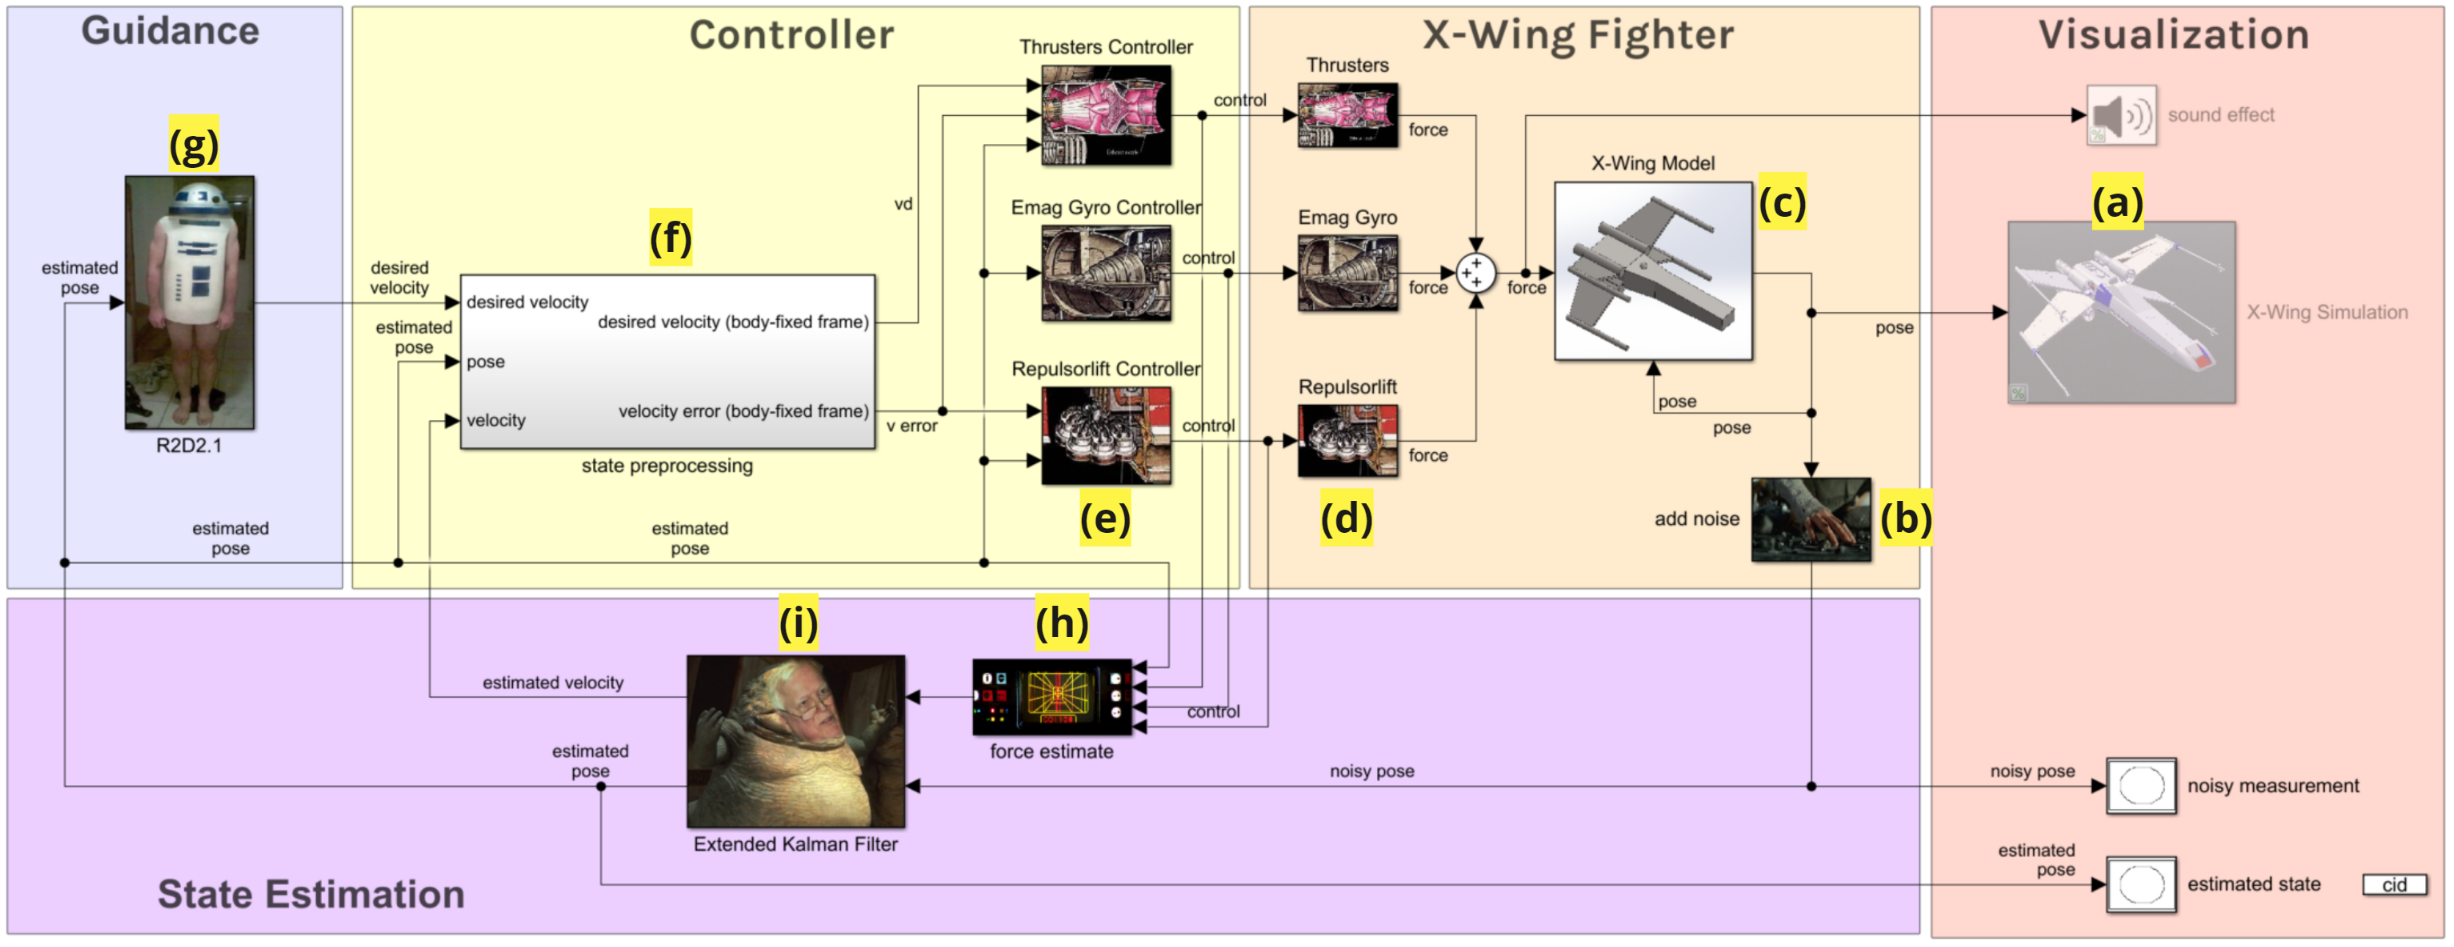 Guidance
Controller
X-Wing Fighter
Visualization
(g)
estimated
pose
R2D2.1
desired
velocity
estimated
pose
(f)
desired velocity
desired velocity (body-fixed frame)
pose
velocity error (body-fixed frame)
velocity
state preprocessing
vd
v error
Thrusters Controller
Emag Gyro Controller
Repulsorlift Controller
(e)
control
control
control
Thrusters
force
Emag Gyro
force
Repulsorlift
force
(d)
+
+
+
force
X-Wing Model
(c)
pose
pose
pose
add noise
(b)
sound effect
(a)
X-Wing Simulation
estimated
pose
estimated
pose
(i)
(h)
estimated velocity
estimated
pose
Extended Kalman Filter
force estimate
control
noisy pose
State Estimation
noisy pose
noisy measurement
estimated
pose
estimated state
cid